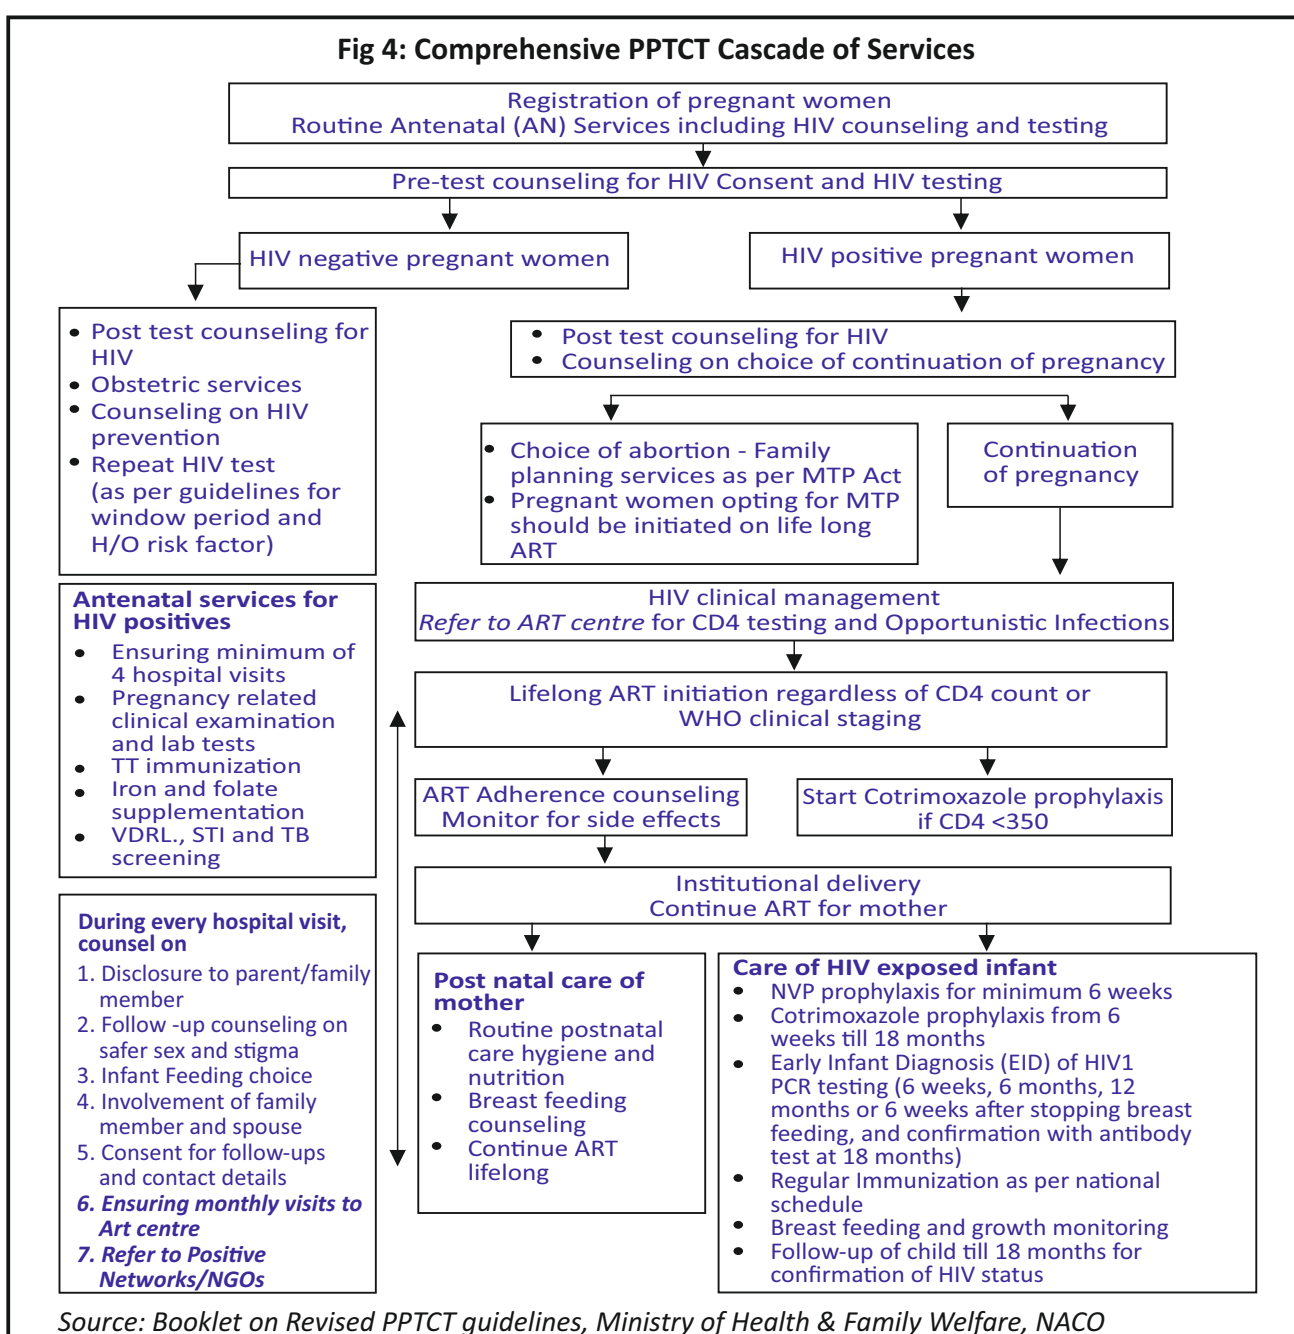 Fig 4: Comprehensive PPTCT Cascade of Services
Registration of pregnant women
Routine Antenatal (AN) Services including HIV counseling and testing
Pre-test counseling for HIV Consent and HIV testing
HIV negative pregnant women
HIV positive pregnant women
• Post test counseling for
HIV
• Obstetric services
• Counseling on HIV
prevention
• Repeat HIV test
(as per guidelines for
window period and
H/O risk factor)
• Post test counseling for HIV
• Counseling on choice of continuation of pregnancy
• Choice of abortion - Family
planning services as per MTP Act
• Pregnant women opting for MTP
should be initiated on life long
ART
Continuation
of pregnancy
HIV clinical management
Refer to ART centre for CD4 testing and Opportunistic Infections
Antenatal services for
HIV positives
• Ensuring minimum of
4 hospital visits
• Pregnancy related
clinical examination
and lab tests
• TT immunization
• Iron and folate
supplementation
• VDRL., STI and TB
screening
Lifelong ART initiation regardless of CD4 count or
WHO clinical staging
ART Adherence counseling
Monitor for side effects
Start Cotrimoxazole prophylaxis
if CD4 <350
Institutional delivery
Continue ART for mother
During every hospital visit,
counsel on
1. Disclosure to parent/family
member
2. Follow -up counseling on
safer sex and stigma
3. Infant Feeding choice
4. Involvement of family
member and spouse
5. Consent for follow-ups
and contact details
6. Ensuring monthly visits to
Art centre
7. Refer to Positive
Networks/NGOs
Post natal care of
mother
• Routine postnatal
care hygiene and
nutrition
• Breast feeding
counseling
• Continue ART
lifelong
Care of HIV exposed infant
• NVP prophylaxis for minimum 6 weeks
• Cotrimoxazole prophylaxis from 6
weeks till 18 months
• Early Infant Diagnosis (EID) of HIV1
PCR testing (6 weeks, 6 months, 12
months or 6 weeks after stopping breast
feeding, and confirmation with antibody
test at 18 months)
• Regular Immunization as per national
schedule
• Breast feeding and growth monitoring
• Follow-up of child till 18 months for
confirmation of HIV status
Source: Booklet on Revised PPTCT guidelines, Ministry of Health & Family Welfare, NACO